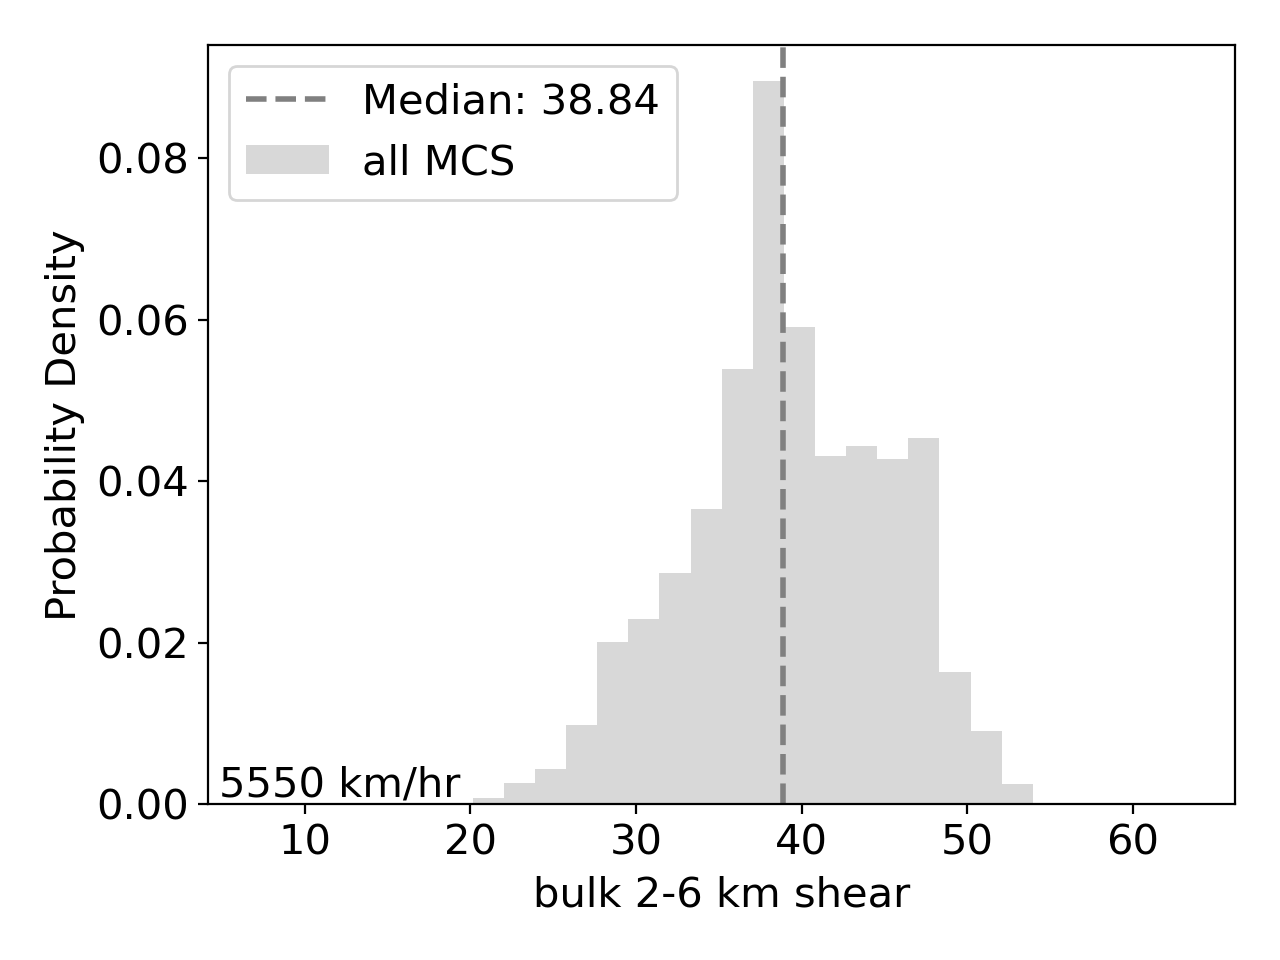 Median: 38.84
all MCS
0.08
0.06
0.04
0.02
0.00
Probability Density
5550 km/hr
10 20 30 40 50 60
bulk 2-6 km shear